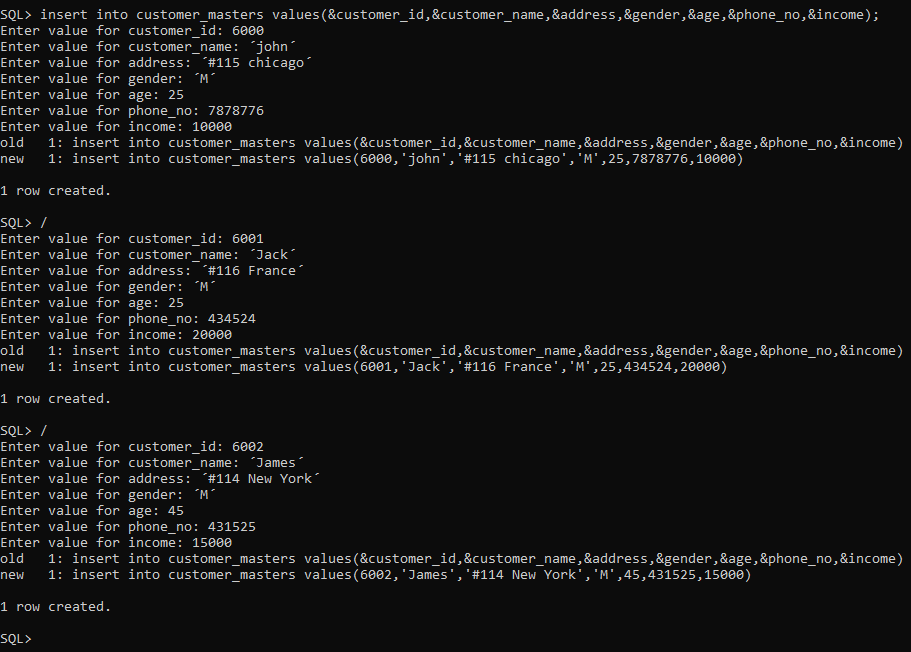 SQL> insert into customer_masters values(&customer_id,&customer_name,&address,&gender,&age,&phone_no,&income);
Enter value for customer_id: 6000
Enter value for customer_name: ´john´
Enter value for address: ´#115 chicago´
Enter value for gender: ´M´
Enter value for age: 25
Enter value for phone_no: 7878776
Enter value for income: 10000
old   1: insert into customer_masters values(&customer_id,&customer_name,&address,&gender,&age,&phone_no,&income)
new   1: insert into customer_masters values(6000,'john','#115 chicago','M',25,7878776,10000)

1 row created.

SQL> /
Enter value for customer_id: 6001
Enter value for customer_name: ´Jack´
Enter value for address: ´#116 France´
Enter value for gender: ´M´
Enter value for age: 25
Enter value for phone_no: 434524
Enter value for income: 20000
old   1: insert into customer_masters values(&customer_id,&customer_name,&address,&gender,&age,&phone_no,&income)
new   1: insert into customer_masters values(6001,'Jack','#116 France','M',25,434524,20000)

1 row created.

SQL> /
Enter value for customer_id: 6002
Enter value for customer_name: ´James´
Enter value for address: ´#114 New York´
Enter value for gender: ´M´
Enter value for age: 45
Enter value for phone_no: 431525
Enter value for income: 15000
old   1: insert into customer_masters values(&customer_id,&customer_name,&address,&gender,&age,&phone_no,&income)
new   1: insert into customer_masters values(6002,'James','#114 New York','M',45,431525,15000)

1 row created.

SQL>